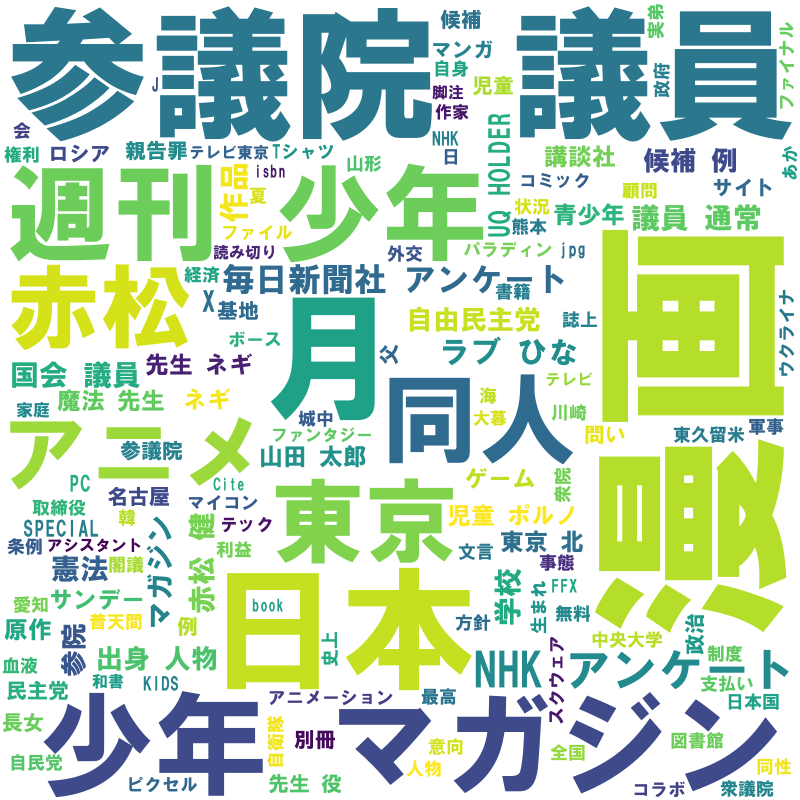 参議院 議員
候補
実弟
ファイナル
マンガ
政府
自身
J
児童
脚注
作家
会
NHK
UQ HOLDER
権利
ロシア
親告罪
テレビ東京
Tシャツ
日
講談社
候補 例
あか
山形
isbn
コミック
顧問
サイト
週刊 少年
作品
夏
状況
青少年
議員 通常
ファイル
熊本
読み切り
外交
パラディン
jpg
赤松
経済
毎日新聞社 アンケート
書籍
漫画
X
基地
月
自由民主党
誌上
ウクライナ
ボース
父
ラブ ひな
国会 議員
先生 ネギ
テレビ
魔法 先生
ネギ
同人
海
家庭
城中
大暮
川崎
アニメ
ファンタジー
問い
東久留米
軍事
参議院
山田 太郎
PC
Cite
ゲーム
衆院
名古屋
マイコン
東京
取締役
韓
児童 ポルノ
SPECIAL
マガジン
赤松 健
テック
条例
アシスタント
利益
文言
東京 北
憲法
閣議
事態
日本
学校
FFX
愛知
サンデー
book
生まれ
無料
普天間
例
方針
政治
原作
参院
中央大学
史上
血液
出身 人物
NHK アンケート
スクウェア
制度
民主党
和書
KIDS
支払い
少年 マガジン
アニメーション
最高
日本国
長女
自衛隊
別冊
意向
全国
図書館
自民党
人物
同性
ピクセル
先生 役
コラボ
衆議院